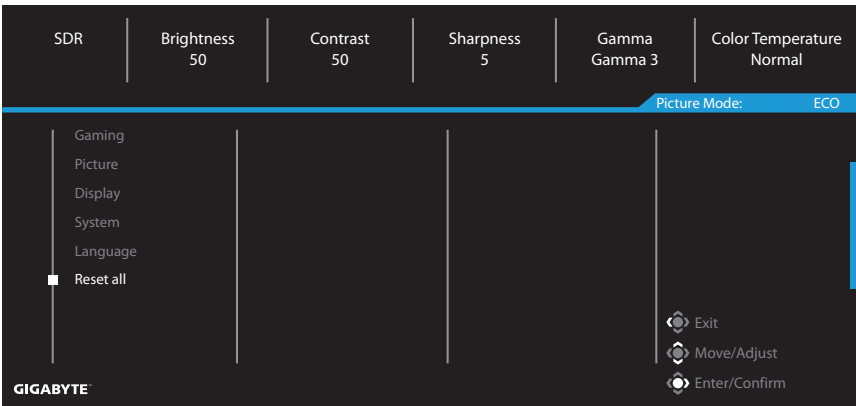 SDR
Brightness
50
Contrast
50
Sharpness
5
Gamma
Gamma 3
Color Temperature
Normal
Picture Mode: ECO
Gaming
Picture
Display
System
Language
Reset all
Exit
Move/Adjust
Enter/Confirm
GIGABYTE™